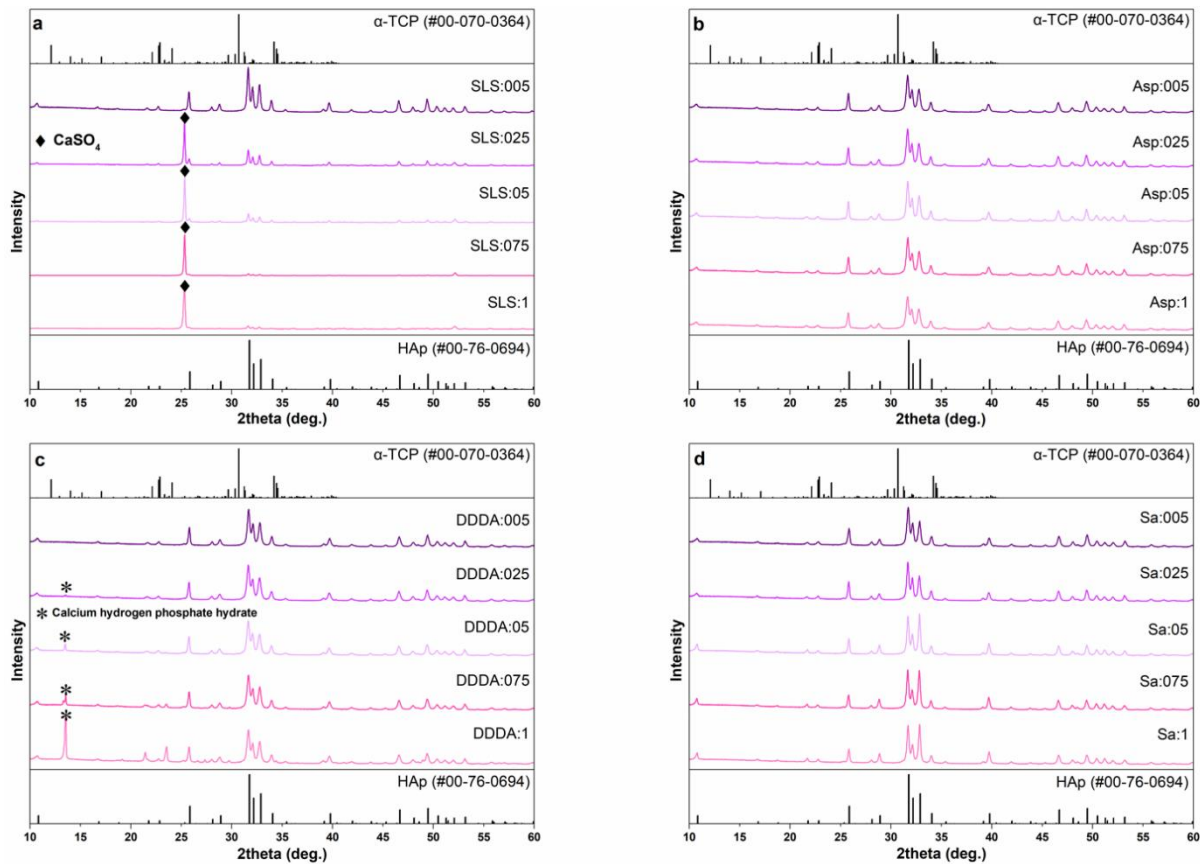 a
α-TCP (#00-070-0364)
SLS:005
SLS:025
◆ CaSO₄
SLS:05
SLS:075
SLS:1
HAp (#00-76-0694)
Intensity
10 15 20 25 30 35 40 45 50 55 60
2theta (deg.)
b
α-TCP (#00-070-0364)
Asp:005
Asp:025
Asp:05
Asp:075
Asp:1
HAp (#00-76-0694)
Intensity
10 15 20 25 30 35 40 45 50 55 60
2theta (deg.)
c
α-TCP (#00-070-0364)
DDDA:005
DDDA:025
* Calcium hydrogen phosphate hydrate
DDDA:05
DDDA:075
DDDA:1
HAp (#00-76-0694)
Intensity
10 15 20 25 30 35 40 45 50 55 60
2theta (deg.)
d
α-TCP (#00-070-0364)
Sa:005
Sa:025
Sa:05
Sa:075
Sa:1
HAp (#00-76-0694)
Intensity
10 15 20 25 30 35 40 45 50 55 60
2theta (deg.)